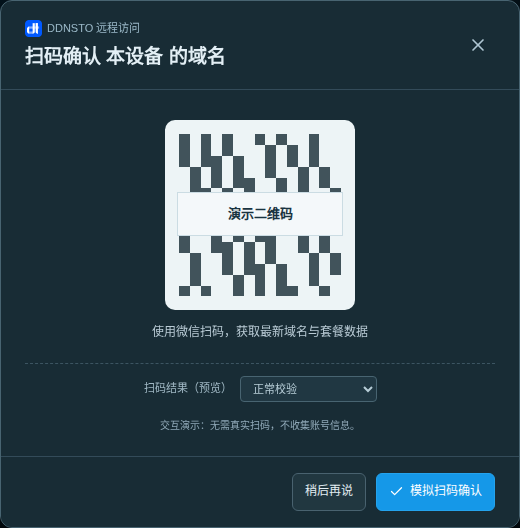 DDNSTO 远程访问
扫码确认 本设备 的域名
演示二维码
使用微信扫码，获取最新域名与套餐数据
扫码结果（预览） 正常校验
交互演示：无需真实扫码，不收集账号信息。
稍后再说 模拟扫码确认